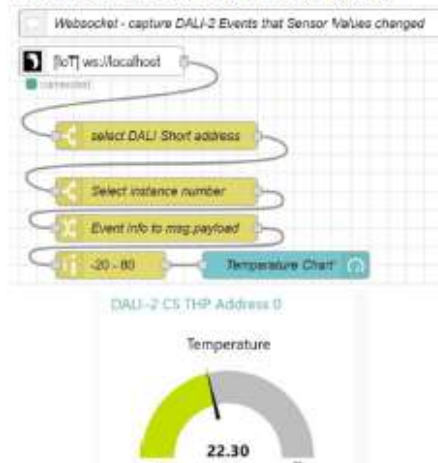 Websocket - capture DALI-2 Events that Sensor Values changed
[IoT] ws://localhost
connected
select DALI Short address
Select instance number
Event info to msg.payload
-20 - 80
Temperature Chart
DALI-2 CS THP Address 0
Temperature
22.30